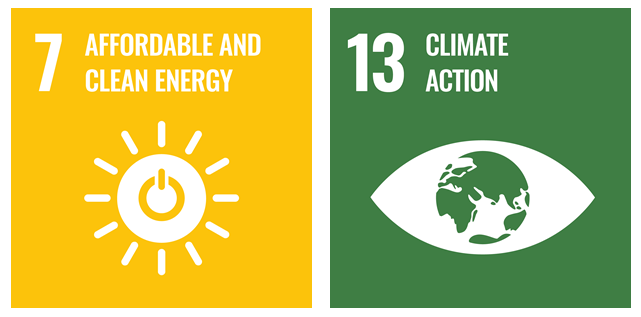 7
AFFORDABLE AND
CLEAN ENERGY
13
CLIMATE
ACTION